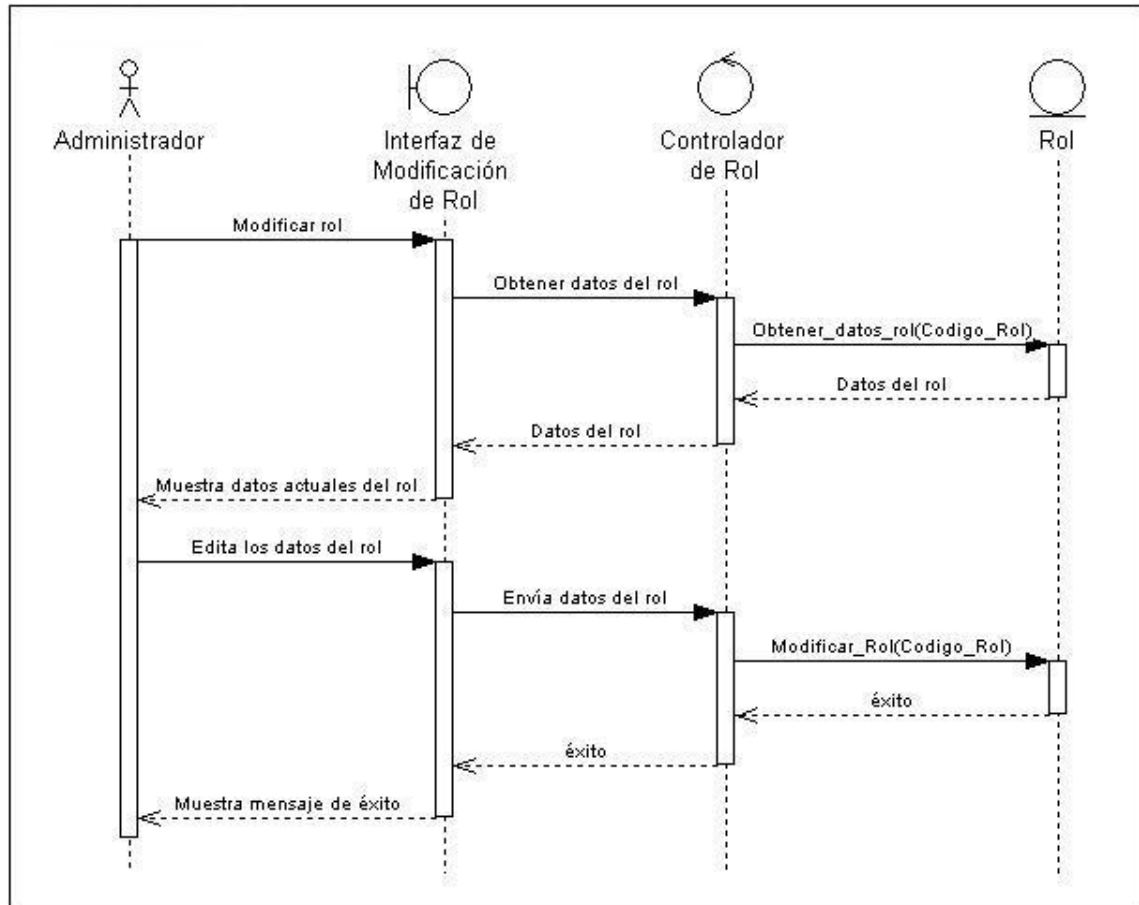 Administrador
Interfaz de
Modificación
de Rol
Controlador
de Rol
Rol
Modificar rol
Obtener datos del rol
Obtener_datos_rol(Codigo_Rol)
Datos del rol
Datos del rol
Muestra datos actuales del rol
Edita los datos del rol
Envía datos del rol
Modificar_Rol(Codigo_Rol)
éxito
éxito
Muestra mensaje de éxito